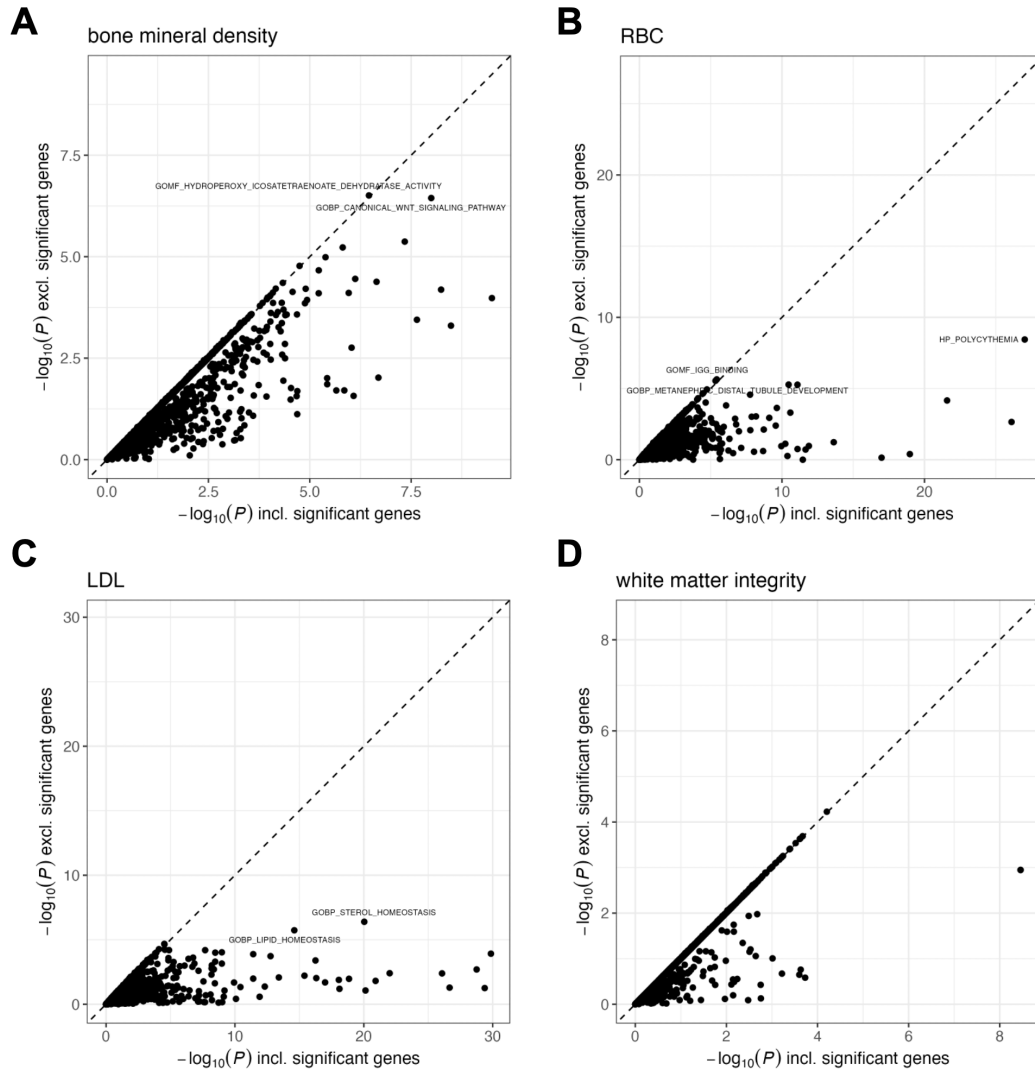 A
bone mineral density
−log10(P) excl. significant genes
7.5
5.0
2.5
0.0
GOMF_HYDROPEROXY_ICOSATETRAENOATE_DEHYDRATASE_ACTIVITY
GOBP_CANONICAL_WNT_SIGNALING_PATHWAY
0.0 2.5 5.0 7.5
−log10(P) incl. significant genes
B
RBC
−log10(P) excl. significant genes
20
10
0
HP_POLYCYTHEMIA
GOMF_IGG_BINDING
GOBP_METANEPHRIC_DISTAL_TUBULE_DEVELOPMENT
0 10 20
−log10(P) incl. significant genes
C
LDL
−log10(P) excl. significant genes
30
20
10
0
GOBP_STEROL_HOMEOSTASIS
GOBP_LIPID_HOMEOSTASIS
0 10 20 30
−log10(P) incl. significant genes
D
white matter integrity
−log10(P) excl. significant genes
8
6
4
2
0
0 2 4 6 8
−log10(P) incl. significant genes